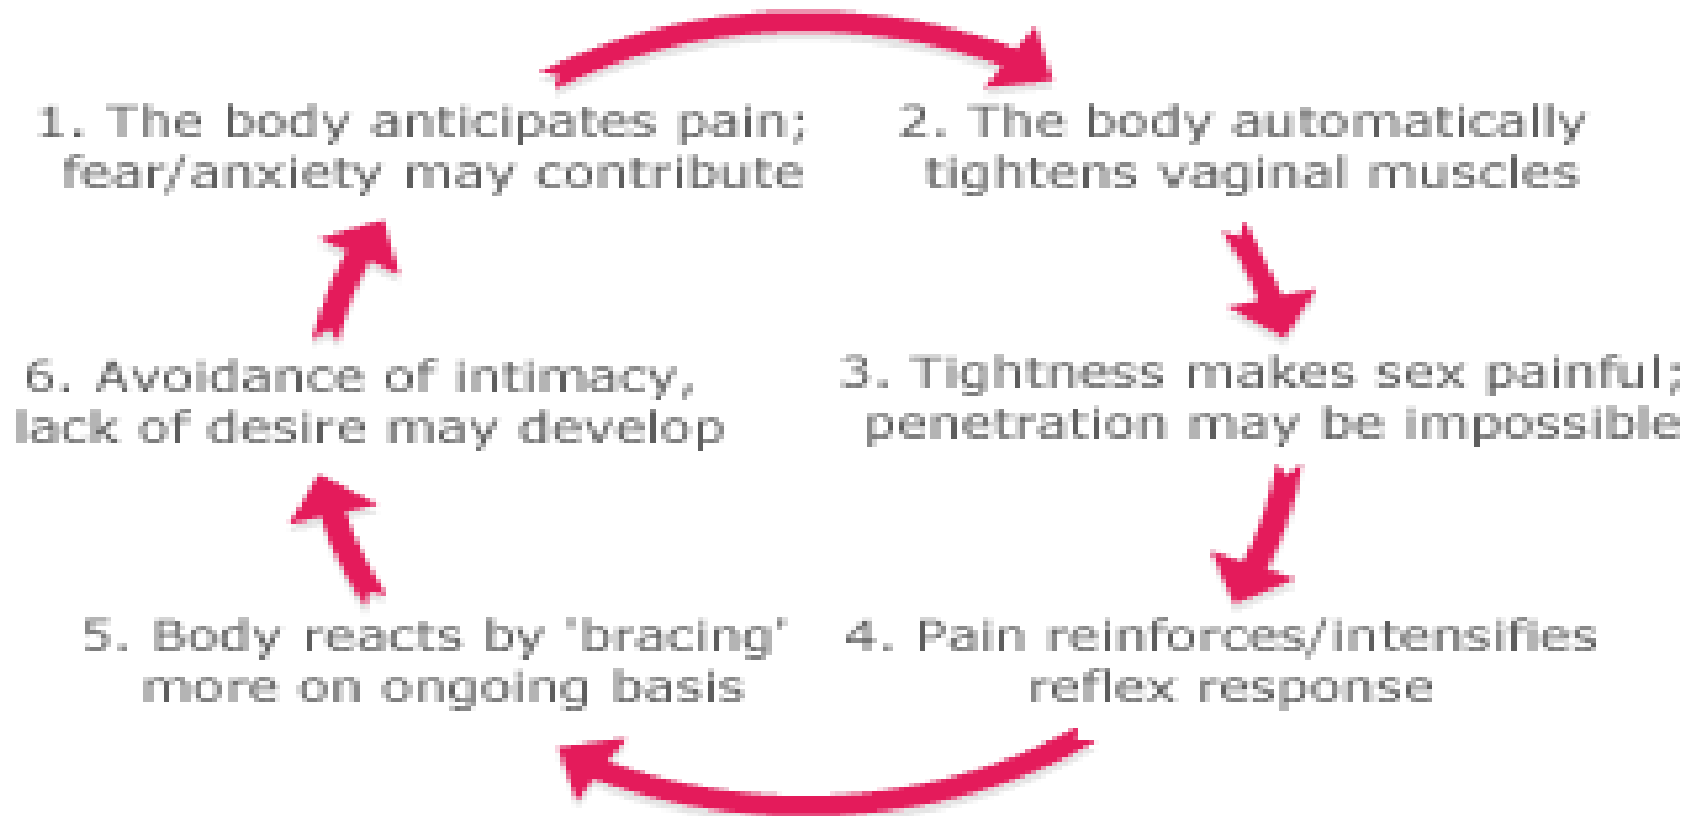 1. The body anticipates pain;
fear/anxiety may contribute
2. The body automatically
tightens vaginal muscles
3. Tightness makes sex painful;
penetration may be impossible
4. Pain reinforces/intensifies
reflex response
5. Body reacts by 'bracing'
more on ongoing basis
6. Avoidance of intimacy,
lack of desire may develop